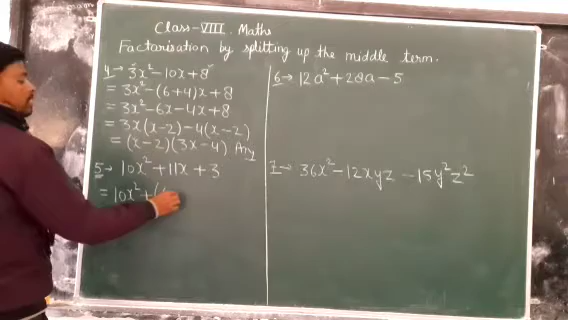 Class-VIII. Maths
Factorisation by splitting up the middle term.
4→ 3x²-10x+8
= 3x²-(6+4)x+8
= 3x²-6x-4x+8
= 3x(x-2)-4(x-2)
= (x-2)(3x-4) Ans
5→ 10x²+11x+3
= 10x²+(
6→ 12a²+28a-5
7→ 36x²-12xyz-15y²z²